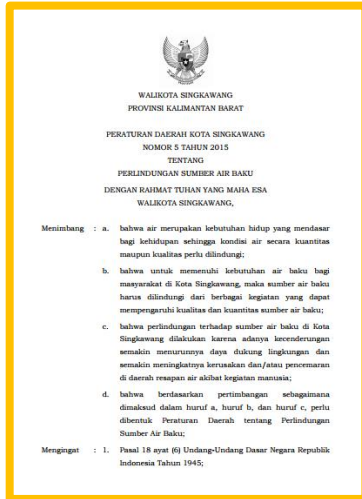 WALIKOTA SINGKAWANG
PROVINSI KALIMANTAN BARAT
PERATURAN DAERAH KOTA SINGKAWANG
NOMOR 5 TAHUN 2015
TENTANG
PERLINDUNGAN SUMBER AIR BAKU
DENGAN RAHMAT TUHAN YANG MAHA ESA
WALIKOTA SINGKAWANG,
Menimbang : a. bahwa air merupakan kebutuhan hidup yang mendasar
bagi kehidupan sehingga kondisi air secara kuantitas
maupun kualitas perlu dilindungi;
b. bahwa untuk memenuhi kebutuhan air baku bagi
masyarakat di Kota Singkawang, maka sumber air baku
harus dilindungi dari berbagai kegiatan yang dapat
mempengaruhi kualitas dan kuantitas sumber air baku;
c. bahwa perlindungan terhadap sumber air baku di Kota
Singkawang dilakukan karena adanya kecenderungan
semakin menurunnya daya dukung lingkungan dan
semakin meningkatnya kerusakan dan/atau pencemaran
di daerah resapan air akibat kegiatan manusia;
d. bahwa berdasarkan pertimbangan sebagaimana
dimaksud dalam huruf a, huruf b, dan huruf c, perlu
dibentuk Peraturan Daerah tentang Perlindungan
Sumber Air Baku;
Mengingat : 1. Pasal 18 ayat (6) Undang-Undang Dasar Negara Republik
Indonesia Tahun 1945;